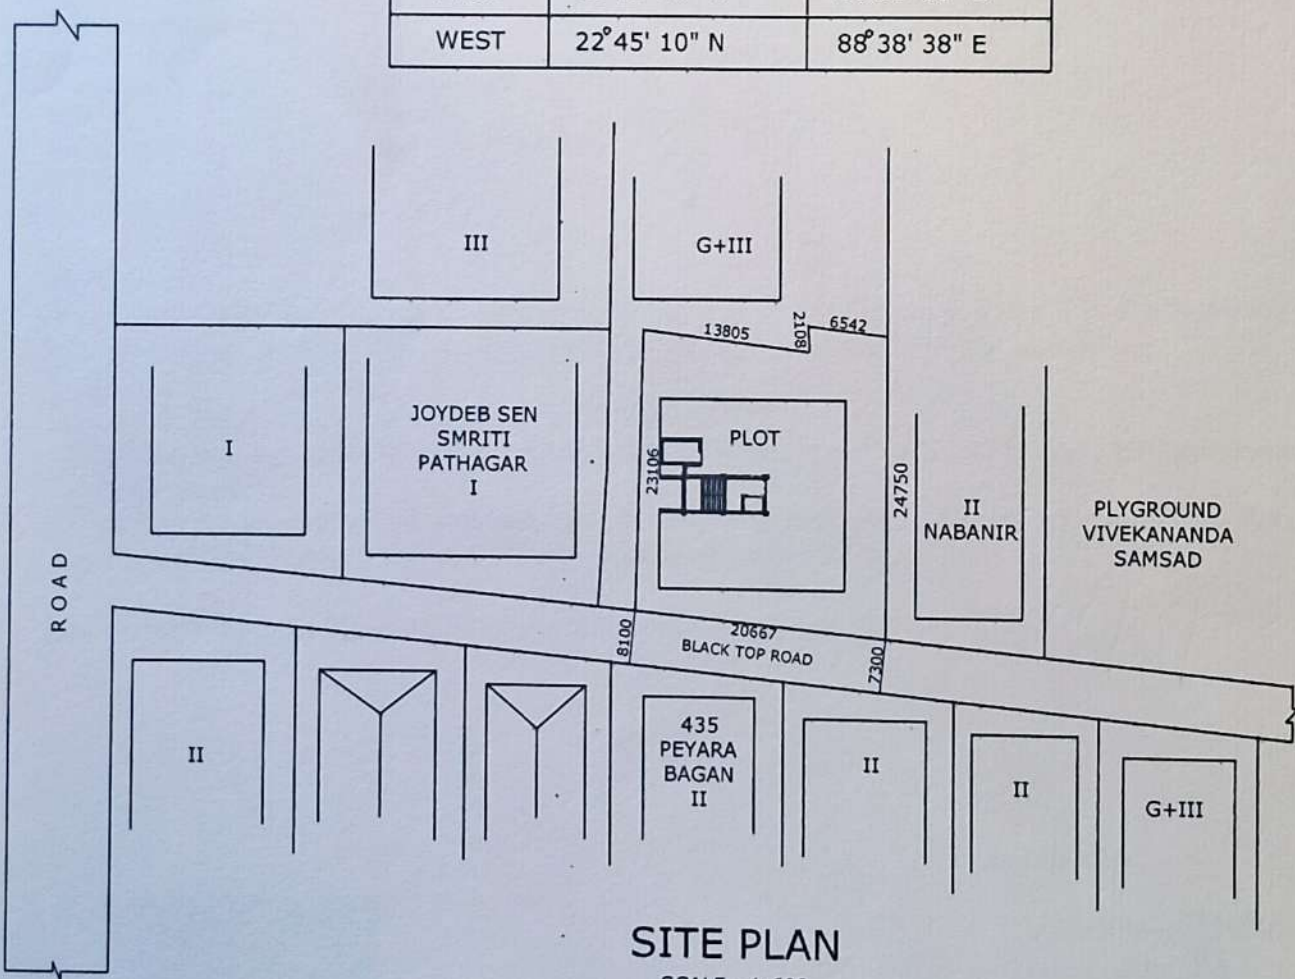 WEST 22°45' 10" N 88°38' 38" E
III
G+III
13805
2108
6542
I
JOYDEB SEN
SMRITI
PATHAGAR
I
PLOT
23106
24750
II
NABANIR
PLYGROUND
VIVEKANANDA
SAMSAD
ROAD
8100
20667
BLACK TOP ROAD
7300
II
435
PEYARA
BAGAN
II
II
II
G+III
SITE PLAN